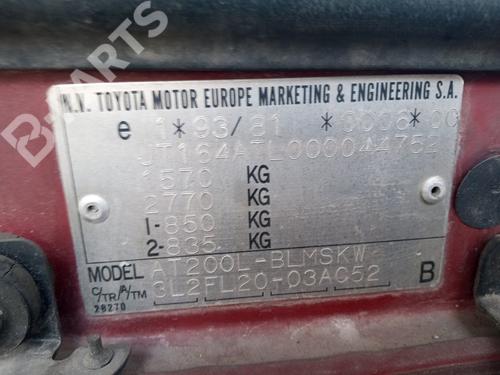 B PARTS
N.V. TOYOTA MOTOR EUROPE MARKETING & ENGINEERING S.A.
e 1*93/81 *0006*00
JT164ATL000044752
1570 KG
2770 KG
1-850 KG
2-835 KG
MODEL AT200L-BLMSKW
C/TR/A/TM 3L2FL20-03AC52 B
28270